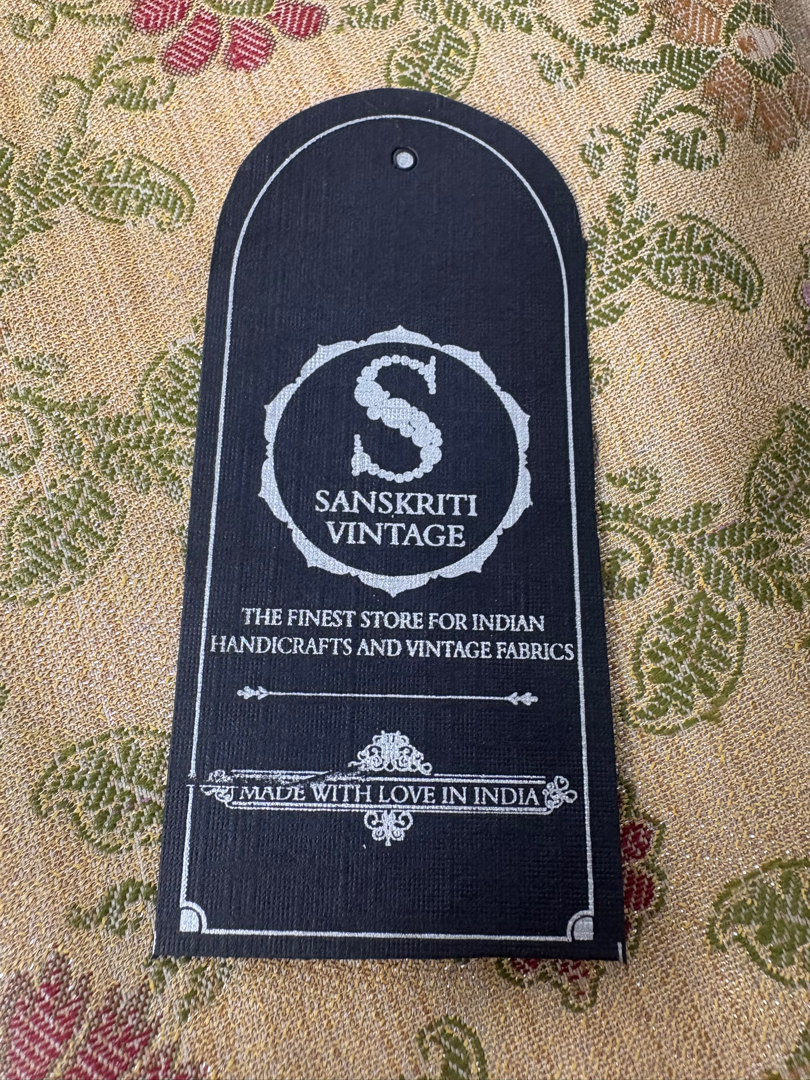 S
SANSKRITI
VINTAGE
THE FINEST STORE FOR INDIAN
HANDICRAFTS AND VINTAGE FABRICS
MADE WITH LOVE IN INDIA